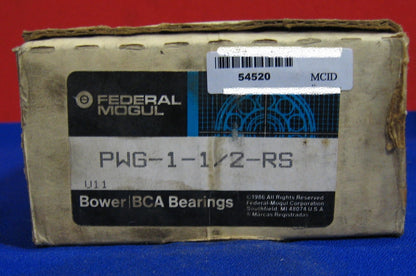 FEDERAL
MOGUL
54520 MCID
PWG-1-1/2-RS
U11
Bower BCA Bearings
©1986 All Rights Reserved
Federal-Mogul Corporation
Southfield, MI 48074 U S A
® Marcas Registradas